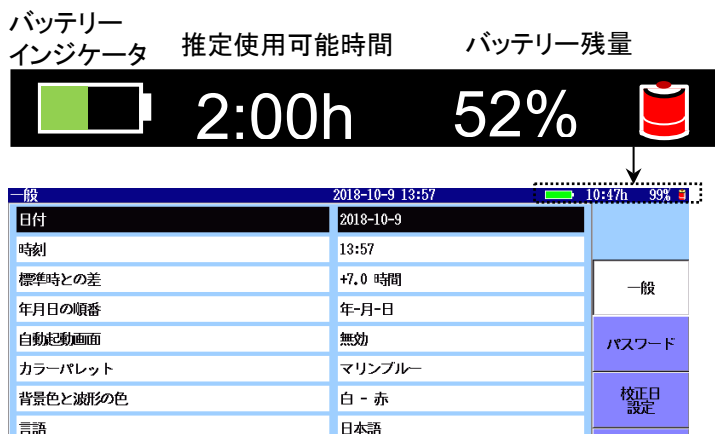 バッテリー
インジケータ 推定使用可能時間 バッテリー残量
2:00h 52%
一般 2018-10-9 13:57 10:47h 99%
日付 2018-10-9
時刻 13:57
標準時との差 +7.0 時間
年月日の順番 年-月-日
自動起動画面 無効
カラーパレット マリンブルー
背景色と波形の色 白 - 赤
言語 日本語
一般
パスワード
校正日
設定